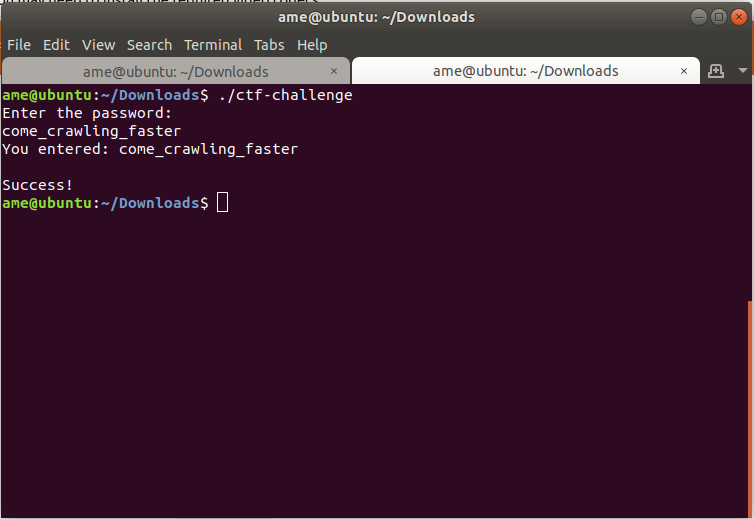 ame@ubuntu: ~/Downloads
File Edit View Search Terminal Tabs Help
ame@ubuntu: ~/Downloads × ame@ubuntu: ~/Downloads ×
ame@ubuntu:~/Downloads$ ./ctf-challenge
Enter the password:
come_crawling_faster
You entered: come_crawling_faster
Success!
ame@ubuntu:~/Downloads$